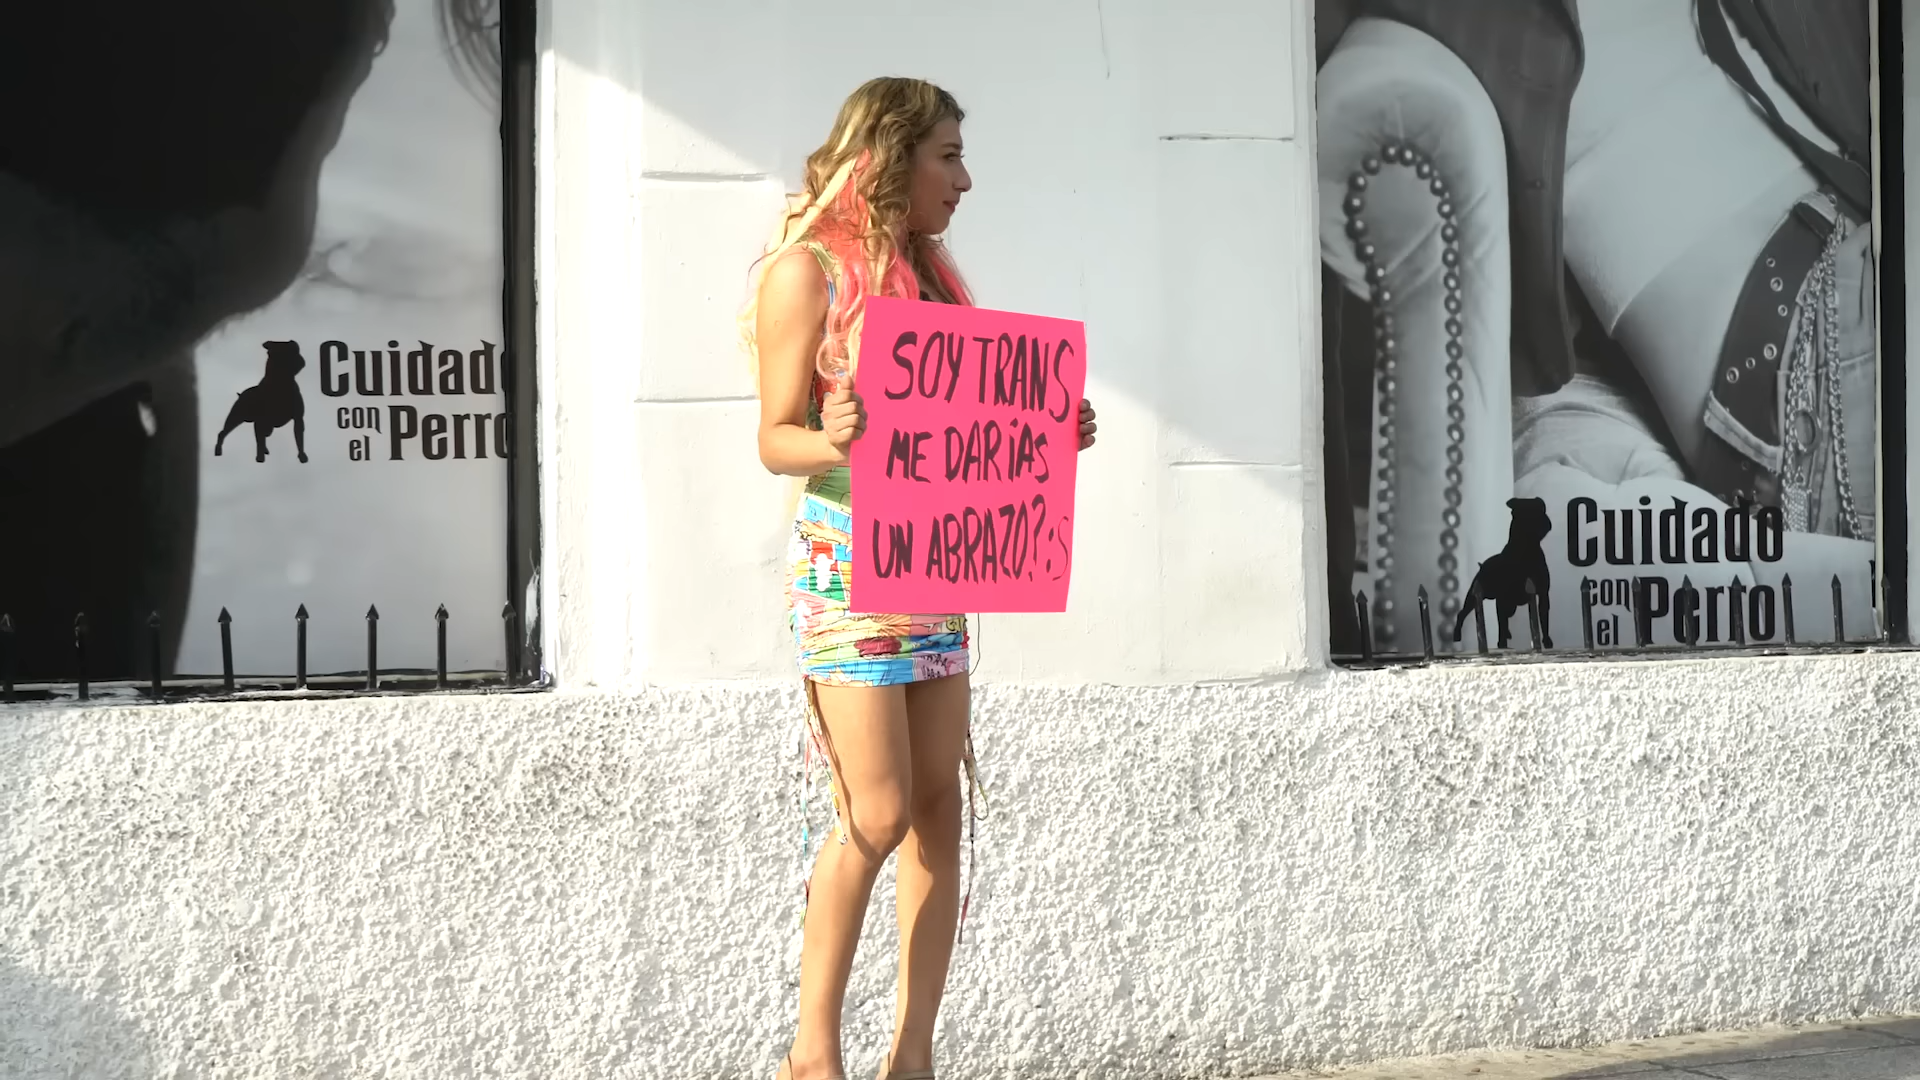 Cuidado
con
el Perro
SOY TRANS
ME DARÍAS
UN ABRAZO? :S
Cuidado
con
el Perro